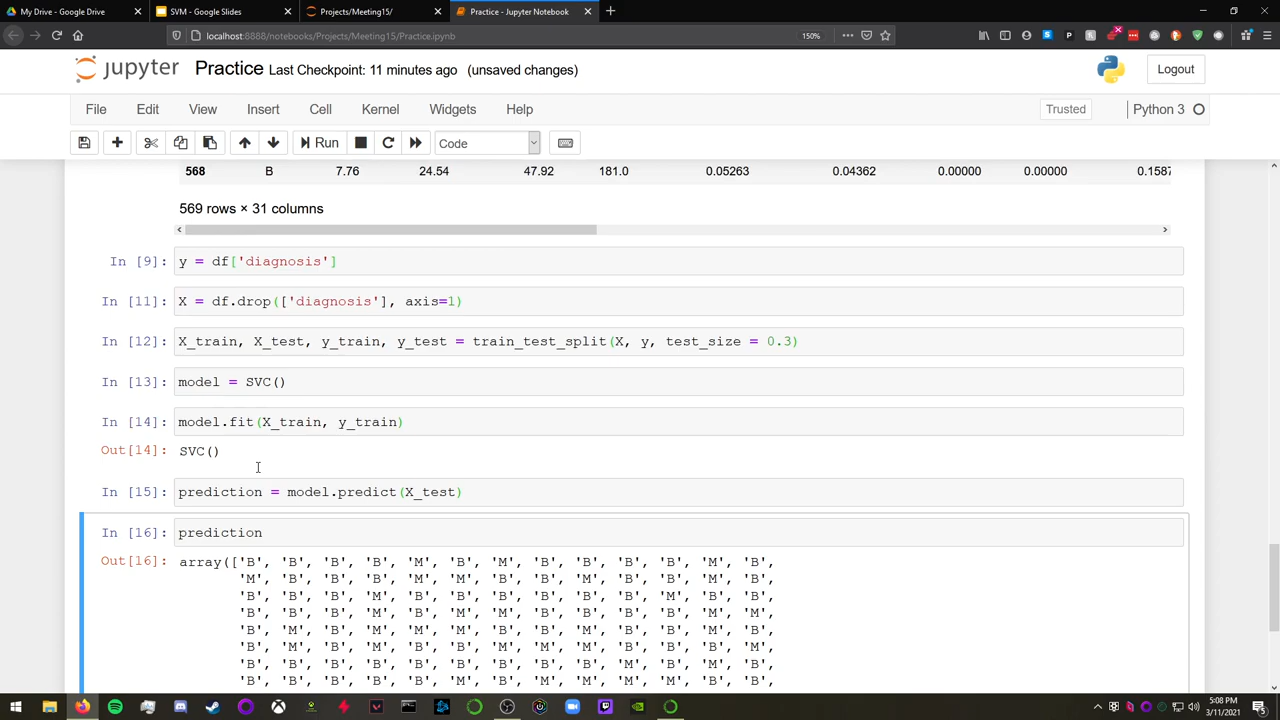 My Drive - Google Drive
SVM - Google Slides
Projects/Meeting15/
Practice - Jupyter Notebook
localhost:8888/notebooks/Projects/Meeting15/Practice.ipynb
150%
jupyter Practice Last Checkpoint: 11 minutes ago (unsaved changes)
Logout
File Edit View Insert Cell Kernel Widgets Help
Trusted
Python 3
Run
Code
568 B 7.76 24.54 47.92 181.0 0.05263 0.04362 0.00000 0.00000 0.1587
569 rows × 31 columns
In [9]: y = df['diagnosis']
In [11]: X = df.drop(['diagnosis'], axis=1)
In [12]: X_train, X_test, y_train, y_test = train_test_split(X, y, test_size = 0.3)
In [13]: model = SVC()
In [14]: model.fit(X_train, y_train)
Out[14]: SVC()
In [15]: prediction = model.predict(X_test)
In [16]: prediction
Out[16]: array(['B', 'B', 'B', 'B', 'M', 'B', 'M', 'B', 'B', 'B', 'B', 'M', 'B',
'M', 'B', 'B', 'B', 'M', 'M', 'B', 'B', 'M', 'B', 'B', 'M', 'B',
'B', 'B', 'B', 'M', 'B', 'B', 'B', 'B', 'B', 'B', 'M', 'B', 'B',
'B', 'M', 'B', 'B', 'B', 'M', 'M', 'B', 'B', 'B', 'B', 'M', 'B',
'B', 'M', 'B', 'M', 'M', 'B', 'B', 'B', 'M', 'B', 'B', 'M', 'B',
'B', 'M', 'B', 'M', 'B', 'M', 'B', 'M', 'M', 'B', 'B', 'B', 'M',
'B', 'B', 'B', 'B', 'B', 'B', 'B', 'B', 'B', 'M', 'B', 'M', 'B',
'B', 'B', 'B', 'M', 'B', 'B', 'B', 'M', 'M', 'M', 'M', 'B', 'B',
5:08 PM
3/11/2021